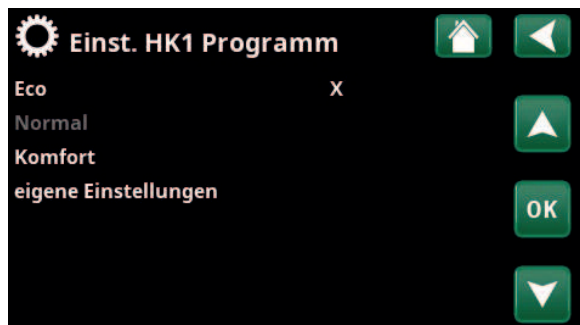 Einst. HK1 Programm
Eco X
Normal
Komfort
eigene Einstellungen
OK